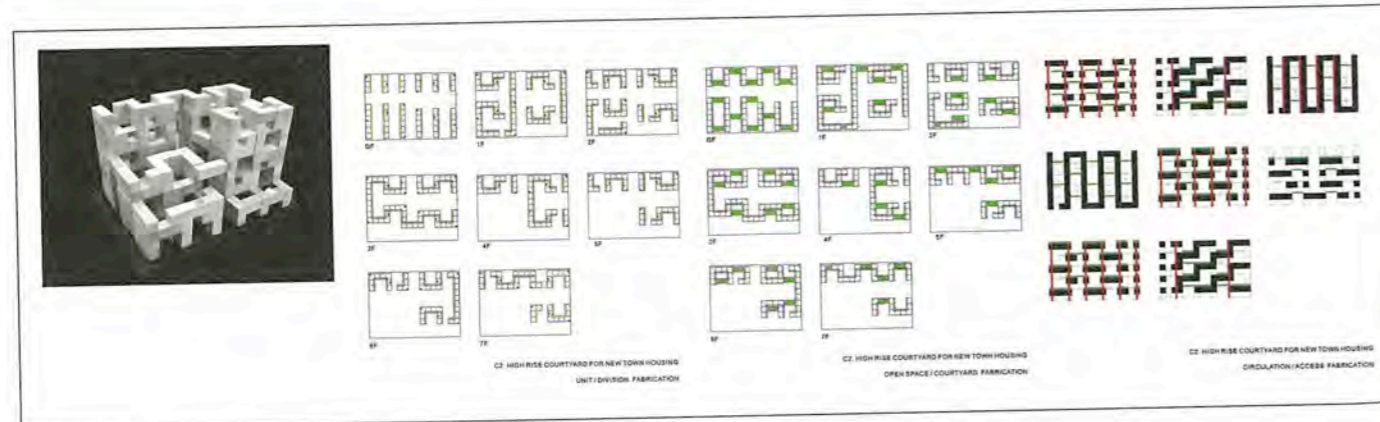 0F
1F
2F
3F
4F
5F
6F
7F
C2 HIGH RISE COURTYARD FOR NEW TOWN HOUSING
UNIT / DIVISION FABRICATION
0F
1F
2F
3F
4F
5F
6F
7F
C2 HIGH RISE COURTYARD FOR NEW TOWN HOUSING
OPEN SPACE / COURTYARD FABRICATION
C2 HIGH RISE COURTYARD FOR NEW TOWN HOUSING
CIRCULATION / ACCESS FABRICATION